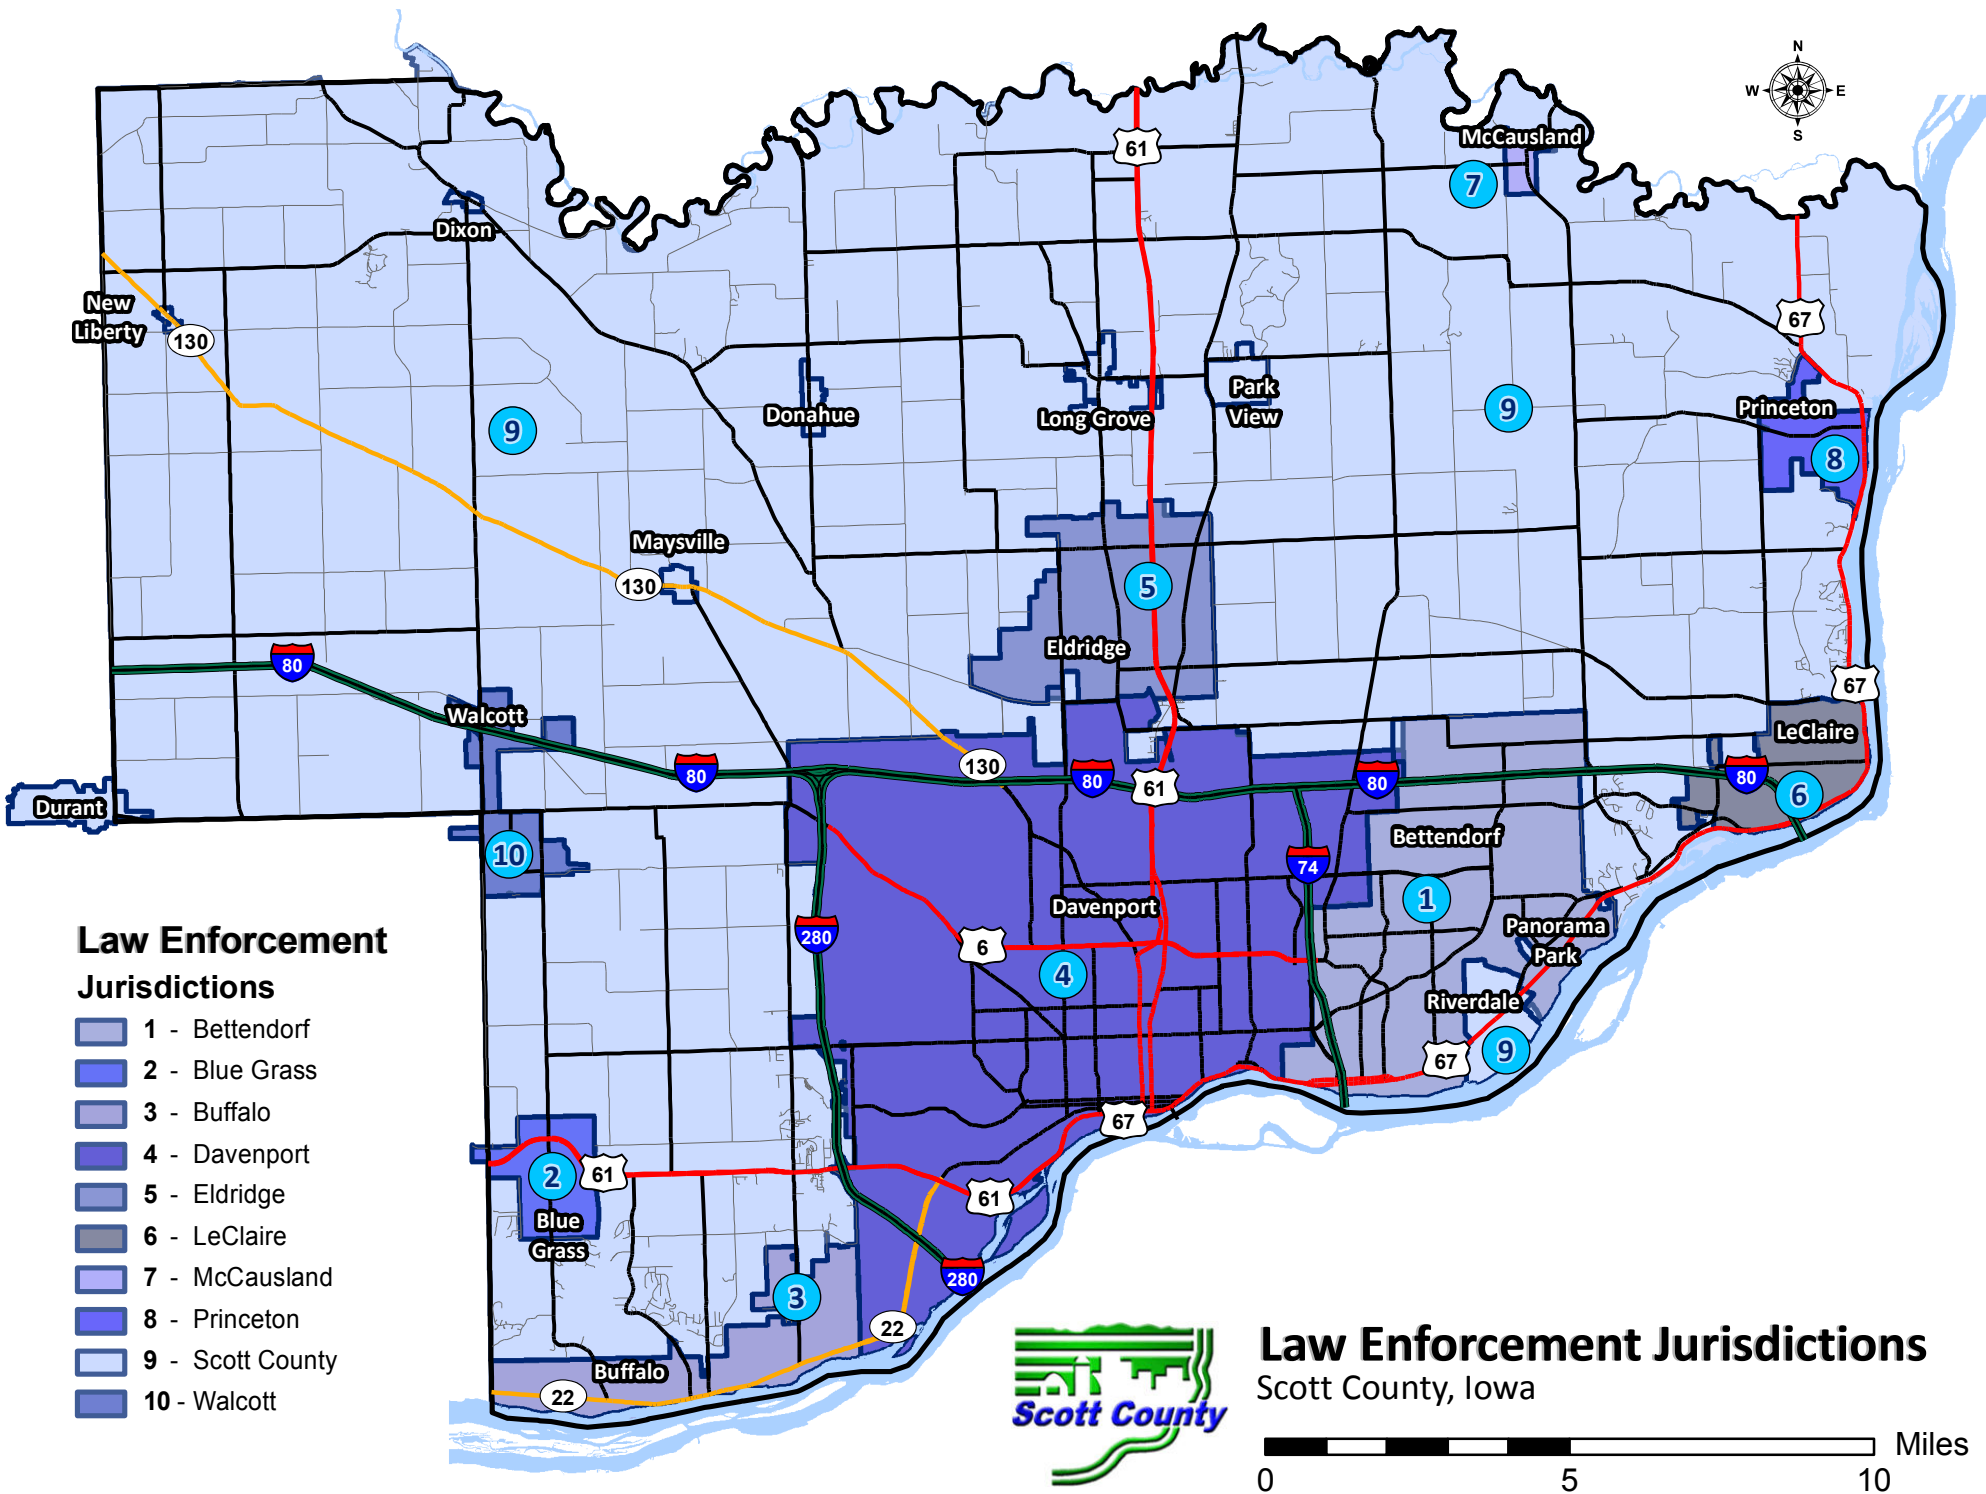 N
W
E
S
McCausland
61
7
Dixon
New
Liberty
130
67
Donahue
Long Grove
Park
View
9
9
Princeton
8
Maysville
130
5
Eldridge
80
67
Walcott
LeClaire
130
80
80
61
80
80
6
Durant
10
Bettendorf
74
1
Davenport
Panorama
Park
280
6
4
Riverdale
9
67
67
2
61
61
Blue
Grass
3
280
22
Buffalo
22
Law Enforcement
Jurisdictions
1 - Bettendorf
2 - Blue Grass
3 - Buffalo
4 - Davenport
5 - Eldridge
6 - LeClaire
7 - McCausland
8 - Princeton
9 - Scott County
10 - Walcott
Scott County
Law Enforcement Jurisdictions
Scott County, Iowa
Miles
0 5 10